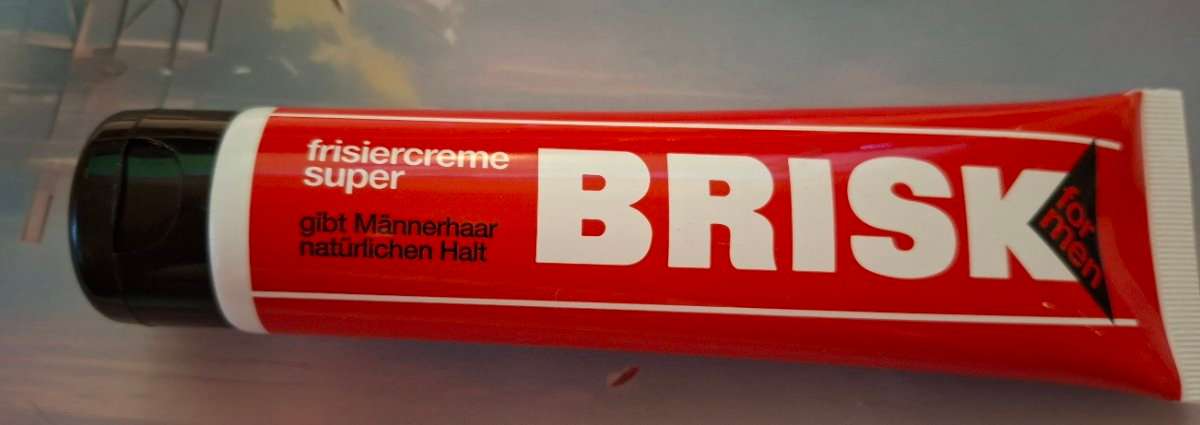 frisiercreme
super
gibt Männerhaar
natürlichen Halt
BRISK
for
men